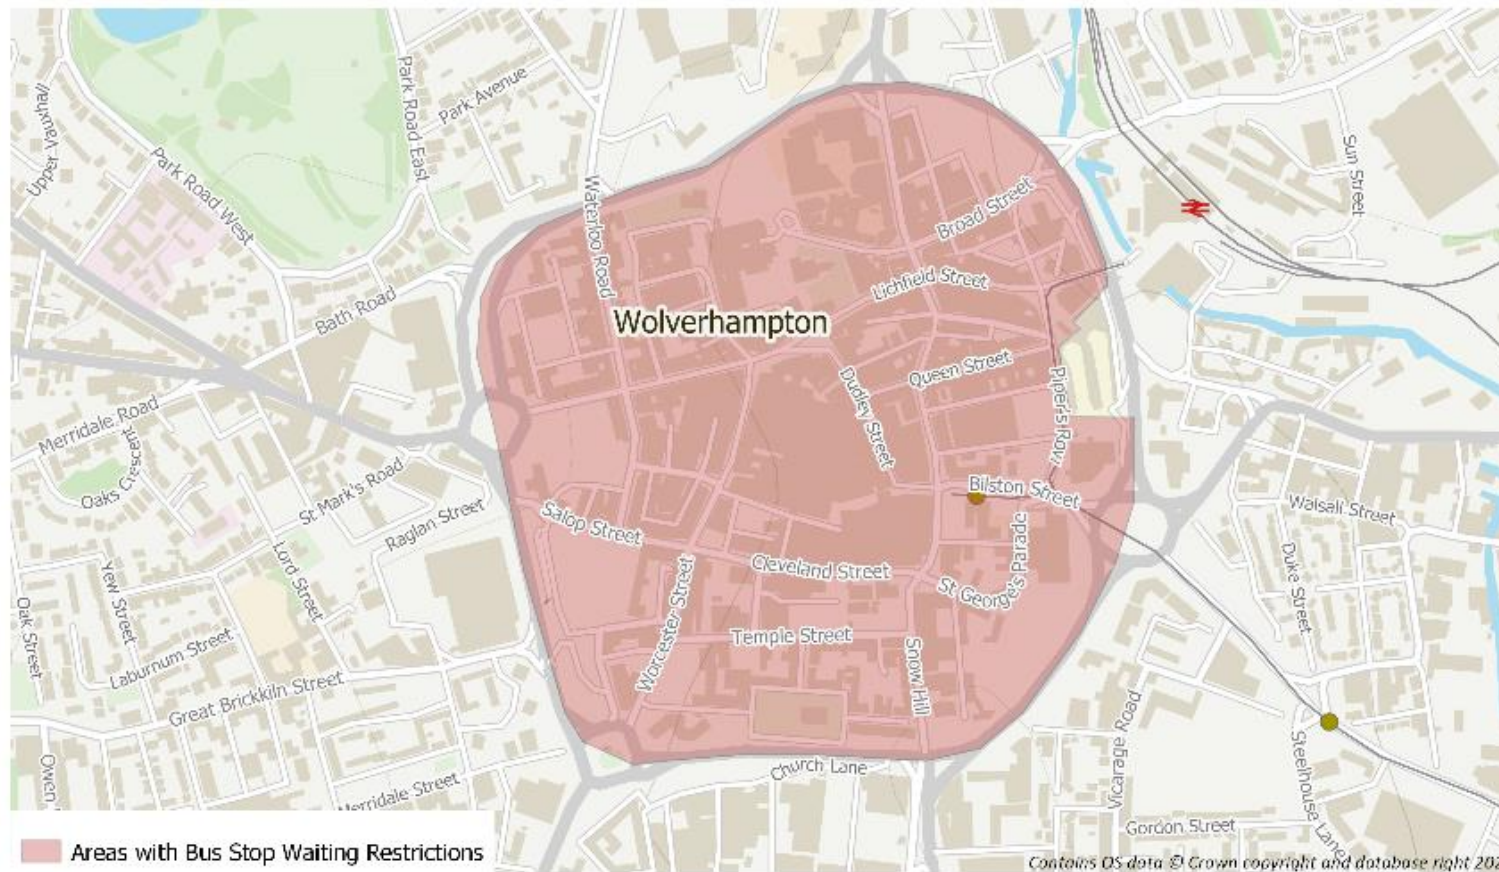 Park Road East
Park Avenue
Upper Vauxhall
Park Road West
Sun Street
Waterloo Road
Broad Street
Lichfield Street
Wolverhampton
Bath Road
Queen Street
Dudley Street
Piper's Row
Merridale Road
Oaks Crescent
St Mark's Road
Raglan Street
Bilston Street
Walsall Street
Salop Street
Cleveland Street
St George's Parade
Duke Street
Lord Street
Yew Street
Oak Street
Worcester Street
Temple Street
Snow Hill
Laburnum Street
Great Brickkiln Street
Vicarage Road
Steelhouse Lane
Owen
Church Lane
Merridale Street
Gordon Street
Areas with Bus Stop Waiting Restrictions
Contains OS data © Crown copyright and database right 202